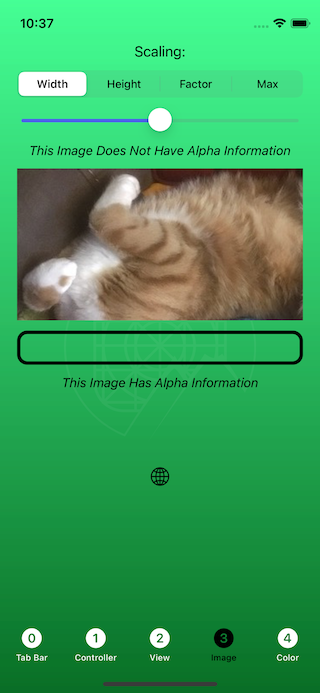 10:37
Scaling:
Width Height Factor Max
This Image Does Not Have Alpha Information
This Image Has Alpha Information
0 1 2 3 4
Tab Bar Controller View Image Color